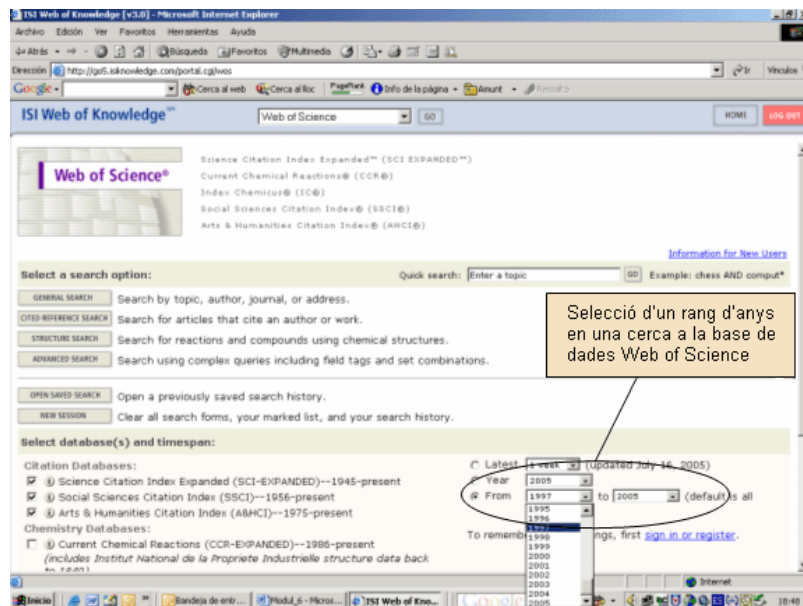 ISI Web of Knowledge [v3.0] - Microsoft Internet Explorer
Archivo Edición Ver Favoritos Herramientas Ayuda
Atrás Búsqueda Favoritos Multimedia
Dirección http://go5.isiknowledge.com/portal.cgi/wos Ir Vínculos
Google Cerca al web Cerca al lloc PageRank Info de la página Amunt Ressalta
ISI Web of Knowledge℠ Web of Science GO HOME LOG OUT
Web of Science®
Science Citation Index Expanded™ (SCI EXPANDED™)
Current Chemical Reactions® (CCR®)
Index Chemicus® (IC®)
Social Sciences Citation Index® (SSCI®)
Arts & Humanities Citation Index® (AHCI®)
Information for New Users
Select a search option: Quick search: Enter a topic GO Example: chess AND comput*
GENERAL SEARCH Search by topic, author, journal, or address.
CITED REFERENCE SEARCH Search for articles that cite an author or work.
STRUCTURE SEARCH Search for reactions and compounds using chemical structures.
ADVANCED SEARCH Search using complex queries including field tags and set combinations.
Selecció d'un rang d'anys
en una cerca a la base de
dades Web of Science
OPEN SAVED SEARCH Open a previously saved search history.
NEW SESSION Clear all search forms, your marked list, and your search history.
Select database(s) and timespan:
Citation Databases:
Science Citation Index Expanded (SCI-EXPANDED)--1945-present
Social Sciences Citation Index (SSCI)--1956-present
Arts & Humanities Citation Index (A&HCI)--1975-present
Chemistry Databases:
Current Chemical Reactions (CCR-EXPANDED)--1986-present
(includes Institut National de la Propriete Industrielle structure data back
to 1840)
Latest 1 week (updated July 16, 2005)
Year 2005
From 1997 to 2005 (default is all
1995
1996
1997
1998
1999
2000
2001
2002
2003
2004
2005
To rememb ngs, first sign in or register.
Internet
Inicio Bandeja de entr... Modul_6 - Micros... ISI Web of Kno... 18:48